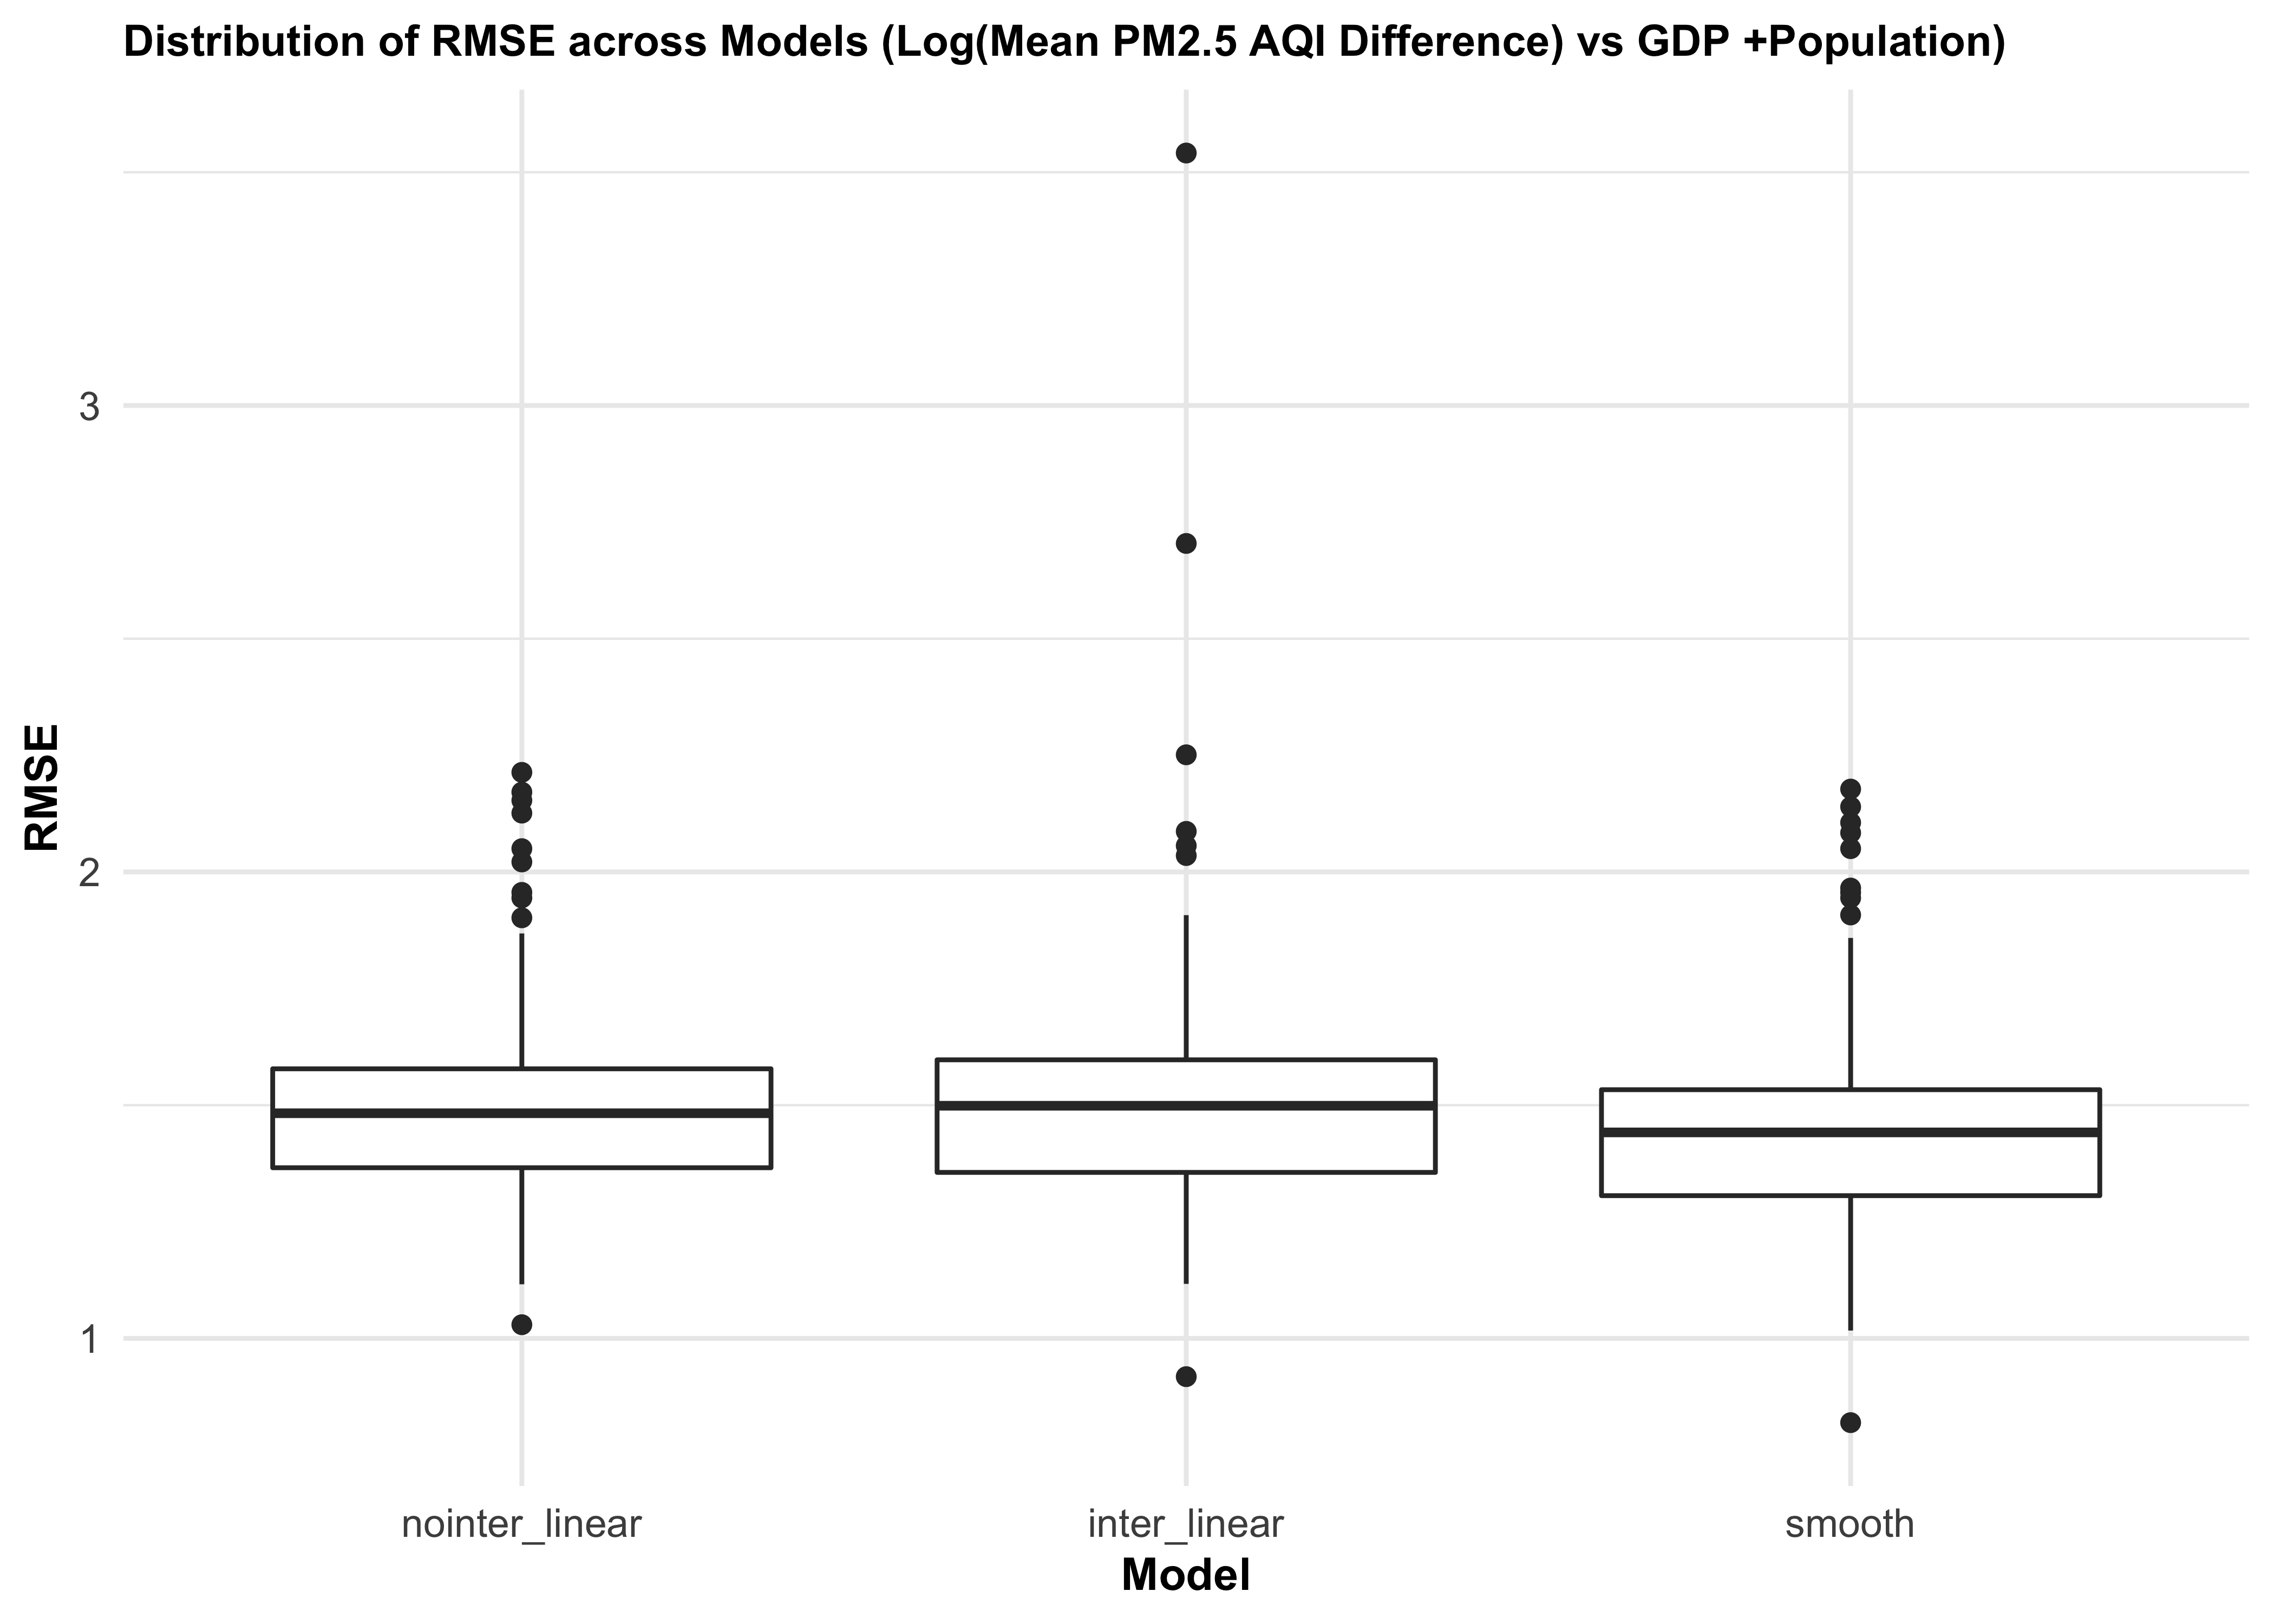 Distribution of RMSE across Models (Log(Mean PM2.5 AQI Difference) vs GDP +Population)
RMSE
3
2
1
nointer_linear
inter_linear
smooth
Model